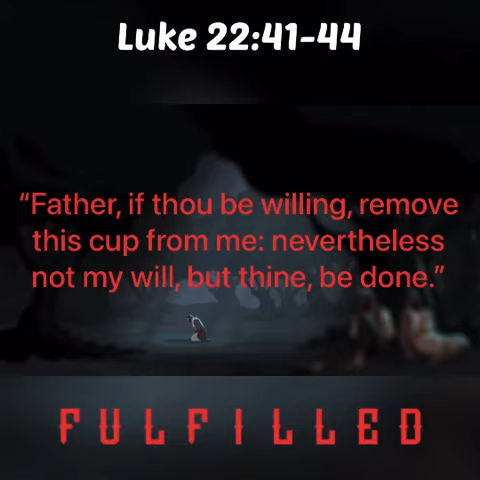 Luke 22:41-44
“Father, if thou be willing, remove
this cup from me: nevertheless
not my will, but thine, be done.”
FULFILLED